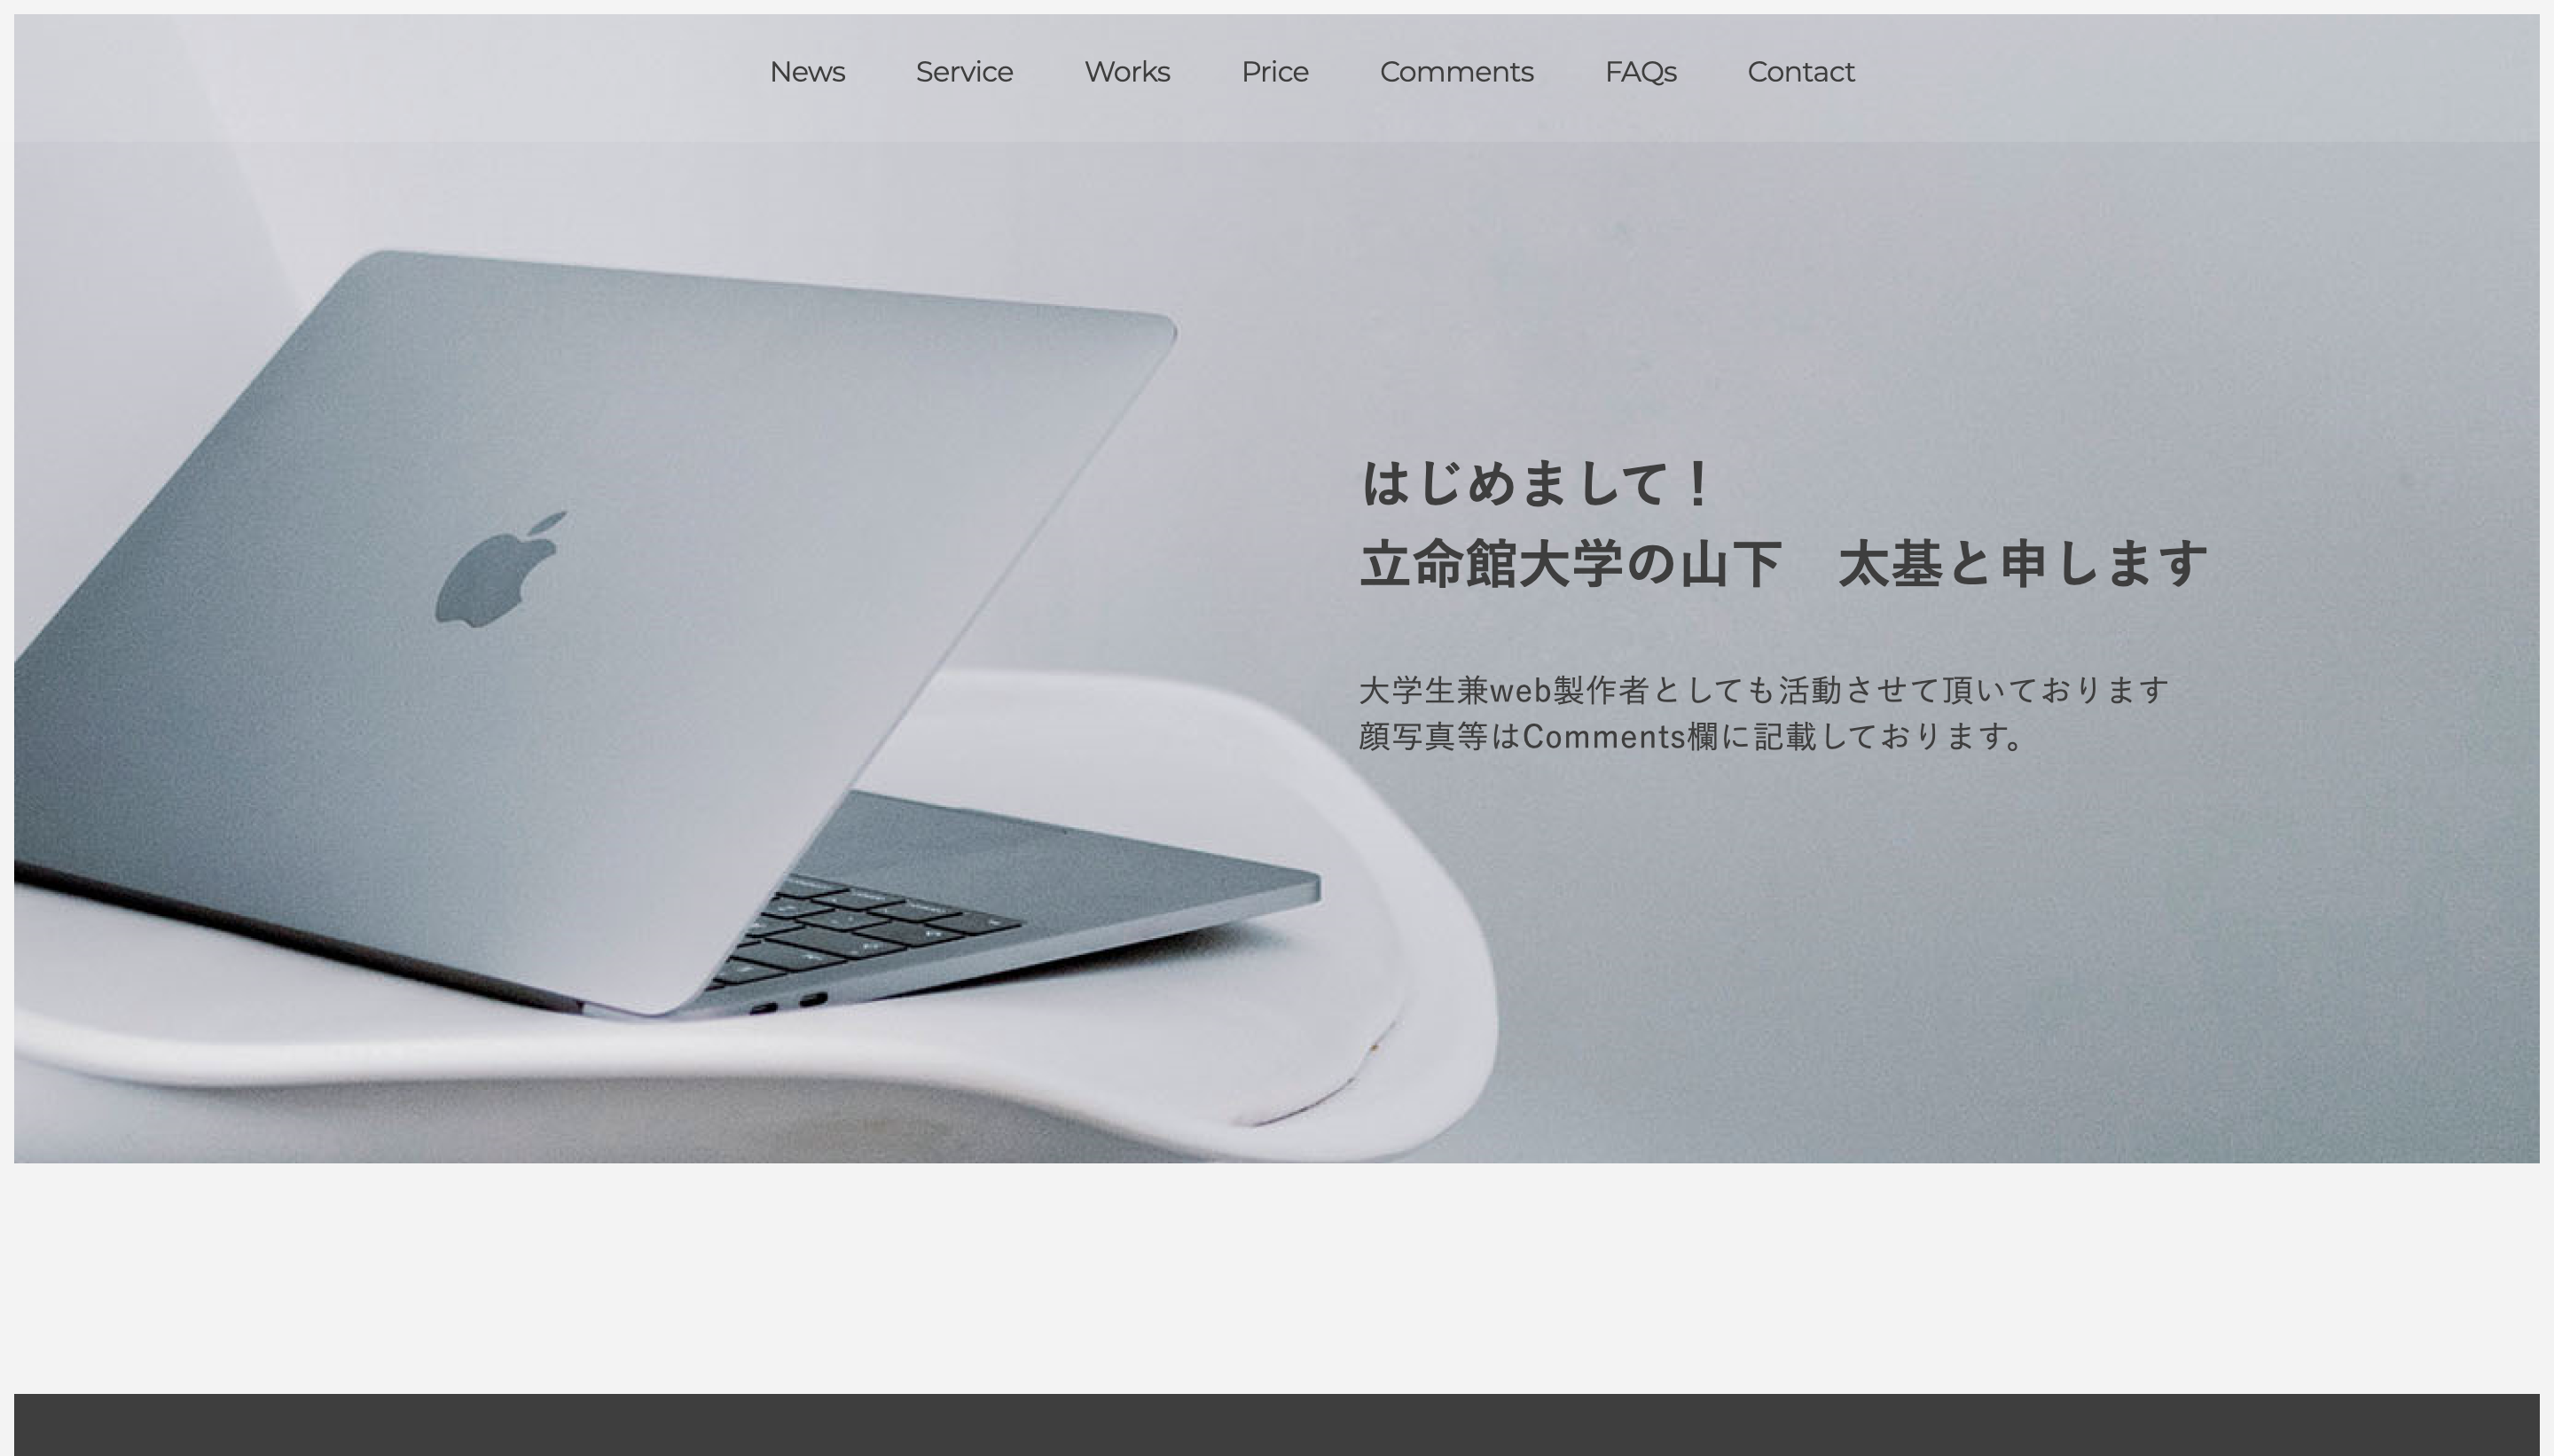 News Service Works Price Comments FAQs Contact
はじめまして！
立命館大学の山下　太基と申します
大学生兼web製作者としても活動させて頂いております
顔写真等はComments欄に記載しております。